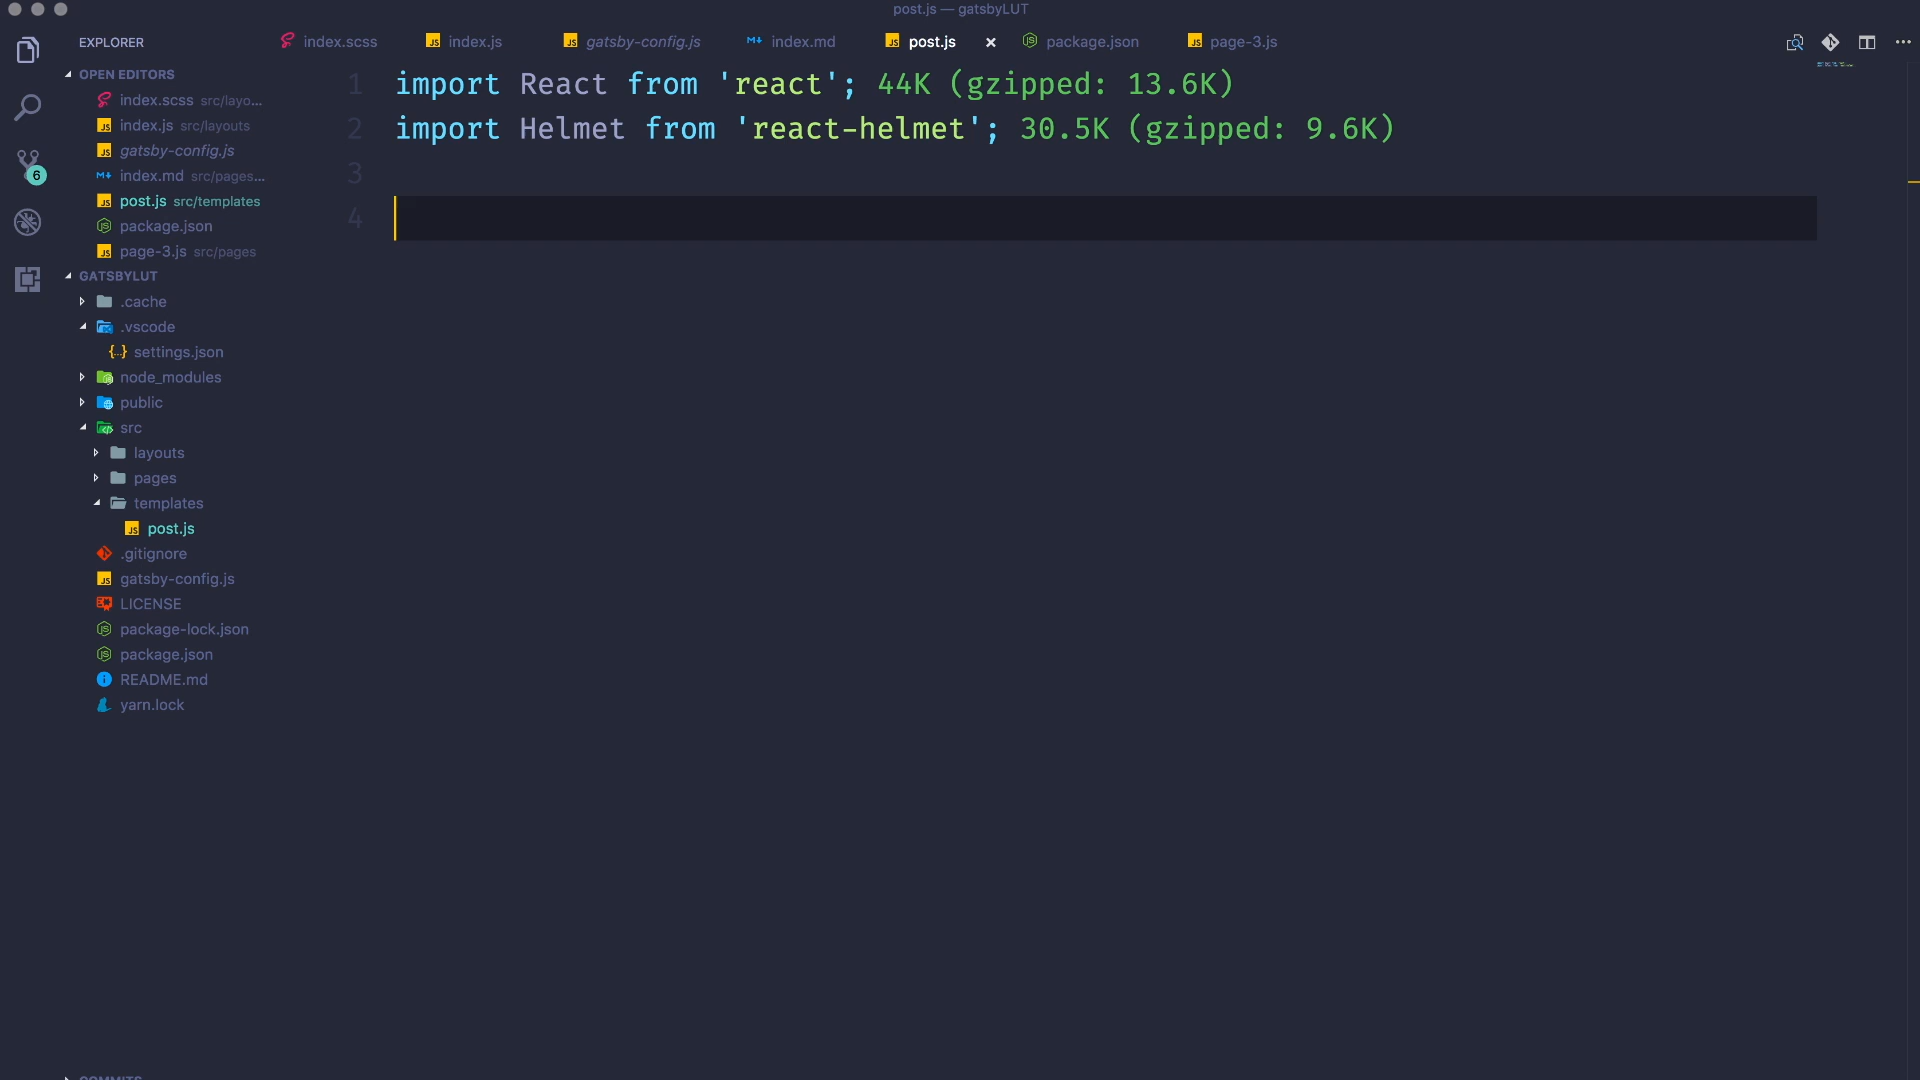 post.js — gatsbyLUT
EXPLORER
index.scss
index.js
gatsby-config.js
index.md
post.js
package.json
page-3.js
OPEN EDITORS
index.scss src/layo...
index.js src/layouts
gatsby-config.js
index.md src/pages...
post.js src/templates
package.json
page-3.js src/pages
GATSBYLUT
.cache
.vscode
settings.json
node_modules
public
src
layouts
pages
templates
post.js
.gitignore
gatsby-config.js
LICENSE
package-lock.json
package.json
README.md
yarn.lock
COMMITS
6
1 import React from 'react'; 44K (gzipped: 13.6K)
2 import Helmet from 'react-helmet'; 30.5K (gzipped: 9.6K)
3
4